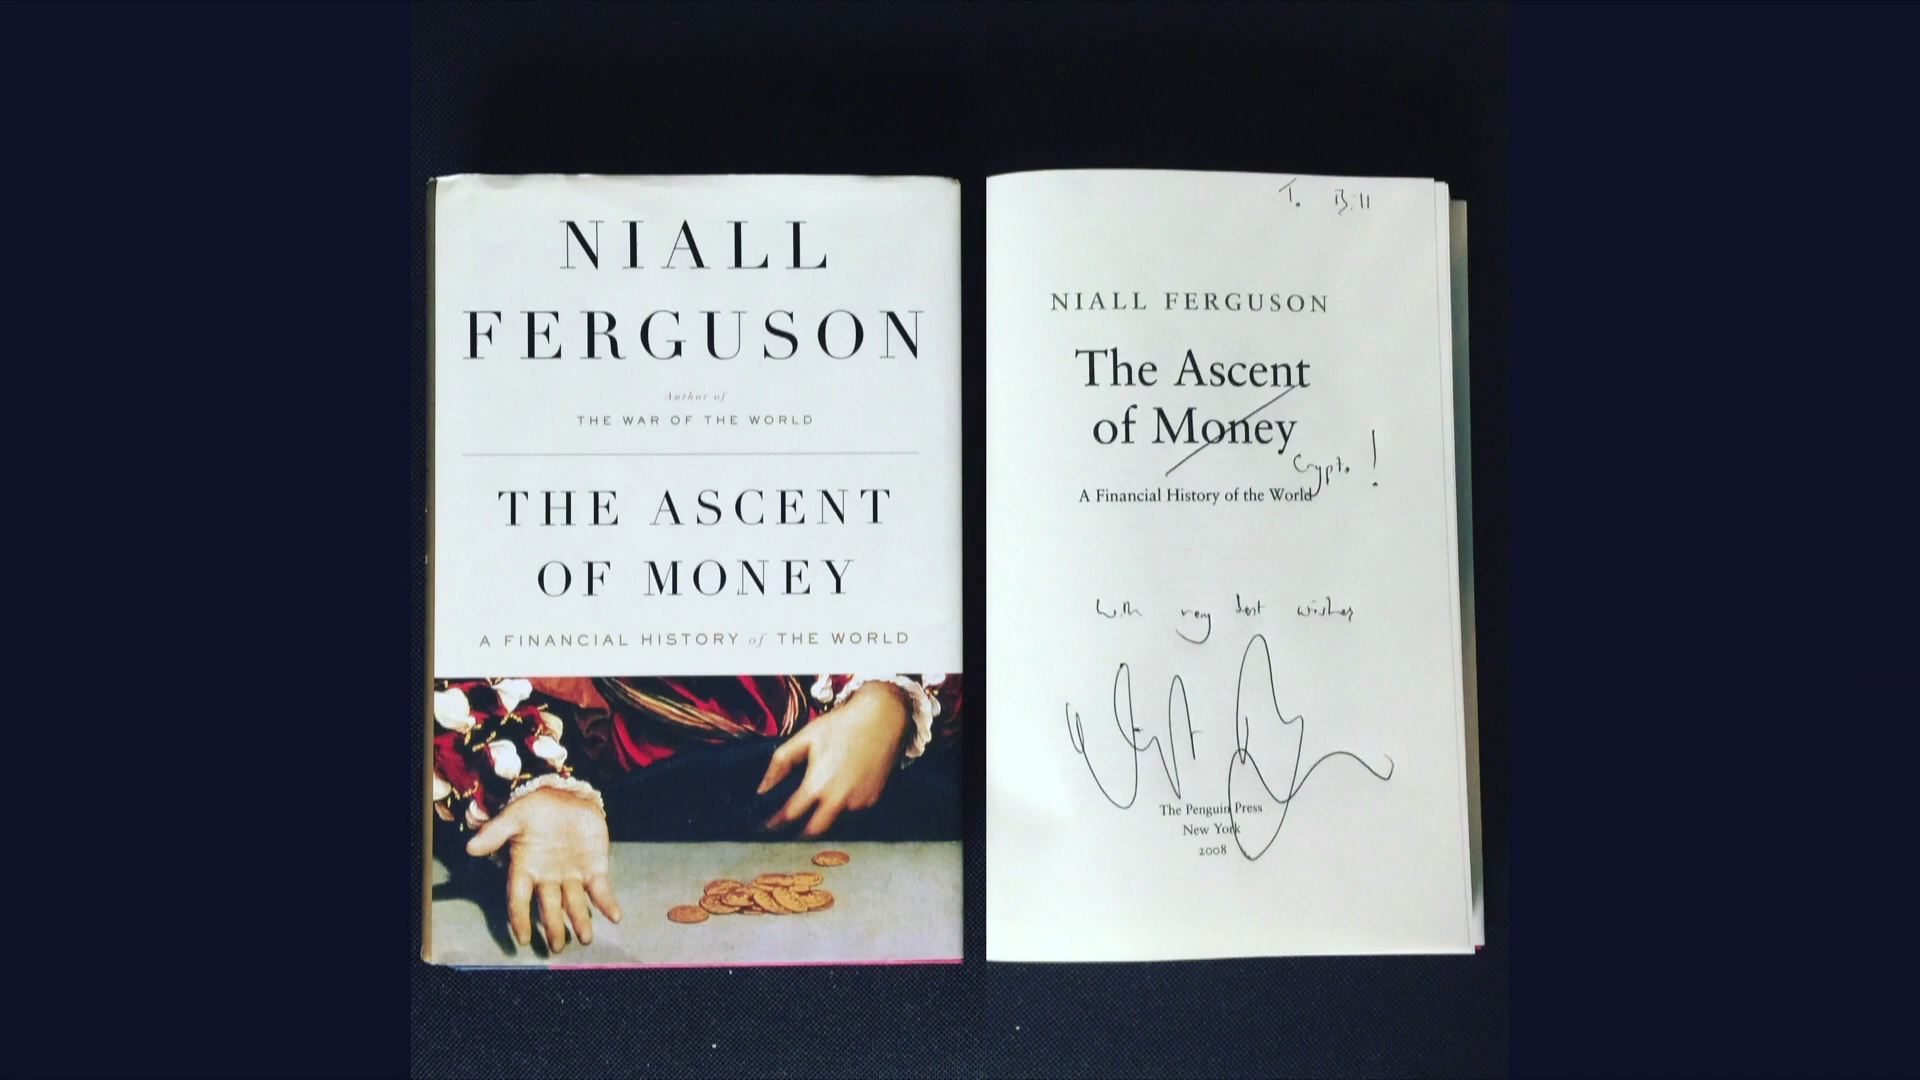 NIALL
FERGUSON
Author of
THE WAR OF THE WORLD
THE ASCENT
OF MONEY
A FINANCIAL HISTORY of THE WORLD
To Bill
NIALL FERGUSON
The Ascent
of Money
Crypto!
A Financial History of the World
With very best wishes
The Penguin Press
New York
2008